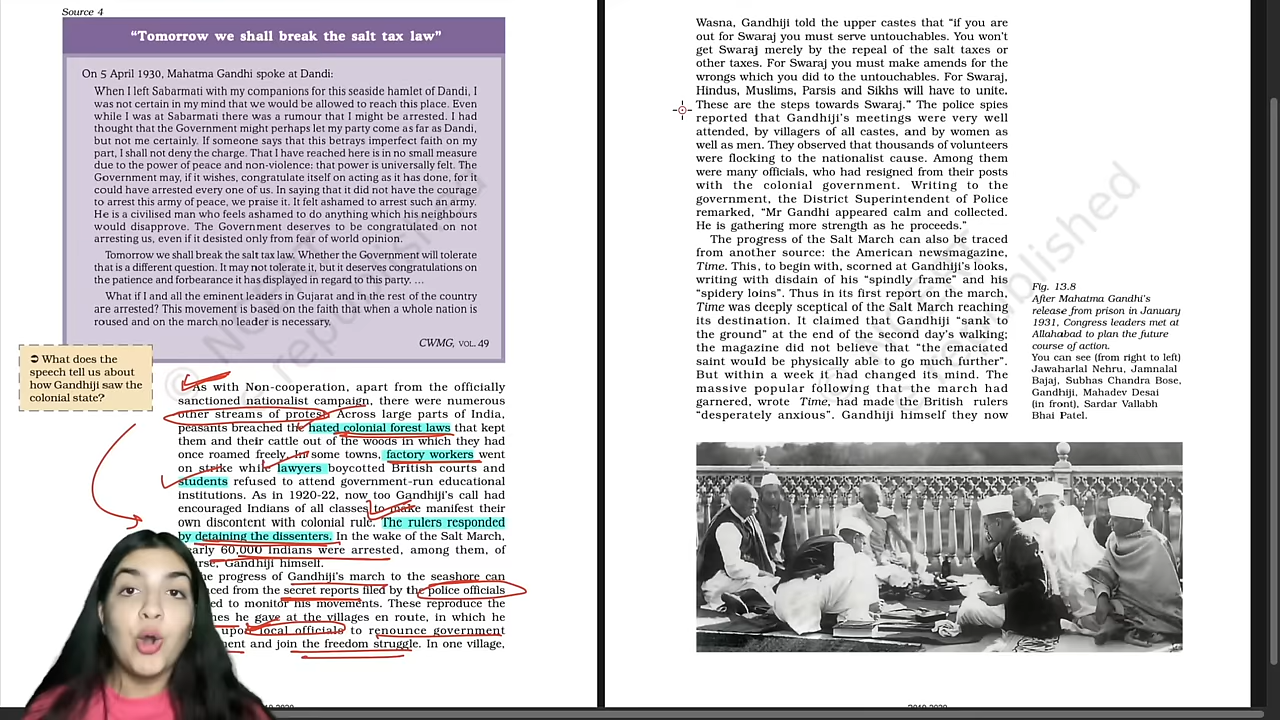 Source 4
“Tomorrow we shall break the salt tax law”
On 5 April 1930, Mahatma Gandhi spoke at Dandi:
When I left Sabarmati with my companions for this seaside hamlet of Dandi, I
was not certain in my mind that we would be allowed to reach this place. Even
while I was at Sabarmati there was a rumour that I might be arrested. I had
thought that the Government might perhaps let my party come as far as Dandi,
but not me certainly. If someone says that this betrays imperfect faith on my
part, I shall not deny the charge. That I have reached here is in no small measure
due to the power of peace and non-violence: that power is universally felt. The
Government may, if it wishes, congratulate itself on acting as it has done, for it
could have arrested every one of us. In saying that it did not have the courage
to arrest this army of peace, we praise it. It felt ashamed to arrest such an army.
He is a civilised man who feels ashamed to do anything which his neighbours
would disapprove. The Government deserves to be congratulated on not
arresting us, even if it desisted only from fear of world opinion.
Tomorrow we shall break the salt tax law. Whether the Government will tolerate
that is a different question. It may not tolerate it, but it deserves congratulations
on the patience and forbearance it has displayed in regard to this party. …
What if I and all the eminent leaders in Gujarat and in the rest of the country
are arrested? This movement is based on the faith that when a whole nation is
roused and on the march no leader is necessary.
CWMG, VOL. 49
➲ What does the
speech tell us about
how Gandhiji saw the
colonial state?
As with Non-cooperation, apart from the officially
sanctioned nationalist campaign, there were numerous
other streams of protest. Across large parts of India,
peasants breached the hated colonial forest laws that kept
them and their cattle out of the woods in which they had
once roamed freely. In some towns, factory workers went
on strike while lawyers boycotted British courts and
students refused to attend government-run educational
institutions. As in 1920-22, now too Gandhiji’s call had
encouraged Indians of all classes to make manifest their
own discontent with colonial rule. The rulers responded
by detaining the dissenters. In the wake of the Salt March,
nearly 60,000 Indians were arrested, among them, of
Gandhiji himself.
progress of Gandhiji’s march to the seashore can
from the secret reports filed by the police officials
to monitor his movements. These reproduce the
he gave at the villages en route, in which he
upon local officials to renounce government
and join the freedom struggle. In one village,
Wasna, Gandhiji told the upper castes that “if you are
out for Swaraj you must serve untouchables. You won’t
get Swaraj merely by the repeal of the salt taxes or
other taxes. For Swaraj you must make amends for the
wrongs which you did to the untouchables. For Swaraj,
Hindus, Muslims, Parsis and Sikhs will have to unite.
These are the steps towards Swaraj.” The police spies
reported that Gandhiji’s meetings were very well
attended, by villagers of all castes, and by women as
well as men. They observed that thousands of volunteers
were flocking to the nationalist cause. Among them
were many officials, who had resigned from their posts
with the colonial government. Writing to the
government, the District Superintendent of Police
remarked, “Mr Gandhi appeared calm and collected.
He is gathering more strength as he proceeds.”
The progress of the Salt March can also be traced
from another source: the American newsmagazine,
Time. This, to begin with, scorned at Gandhiji’s looks,
writing with disdain of his “spindly frame” and his
“spidery loins”. Thus in its first report on the march,
Time was deeply sceptical of the Salt March reaching
its destination. It claimed that Gandhiji “sank to
the ground” at the end of the second day’s walking;
the magazine did not believe that “the emaciated
saint would be physically able to go much further”.
But within a week it had changed its mind. The
massive popular following that the march had
garnered, wrote Time, had made the British rulers
“desperately anxious”. Gandhiji himself they now
Fig. 13.8
After Mahatma Gandhi’s
release from prison in January
1931, Congress leaders met at
Allahabad to plan the future
course of action.
You can see (from right to left)
Jawaharlal Nehru, Jamnalal
Bajaj, Subhas Chandra Bose,
Gandhiji, Mahadev Desai
(in front), Sardar Vallabh
Bhai Patel.